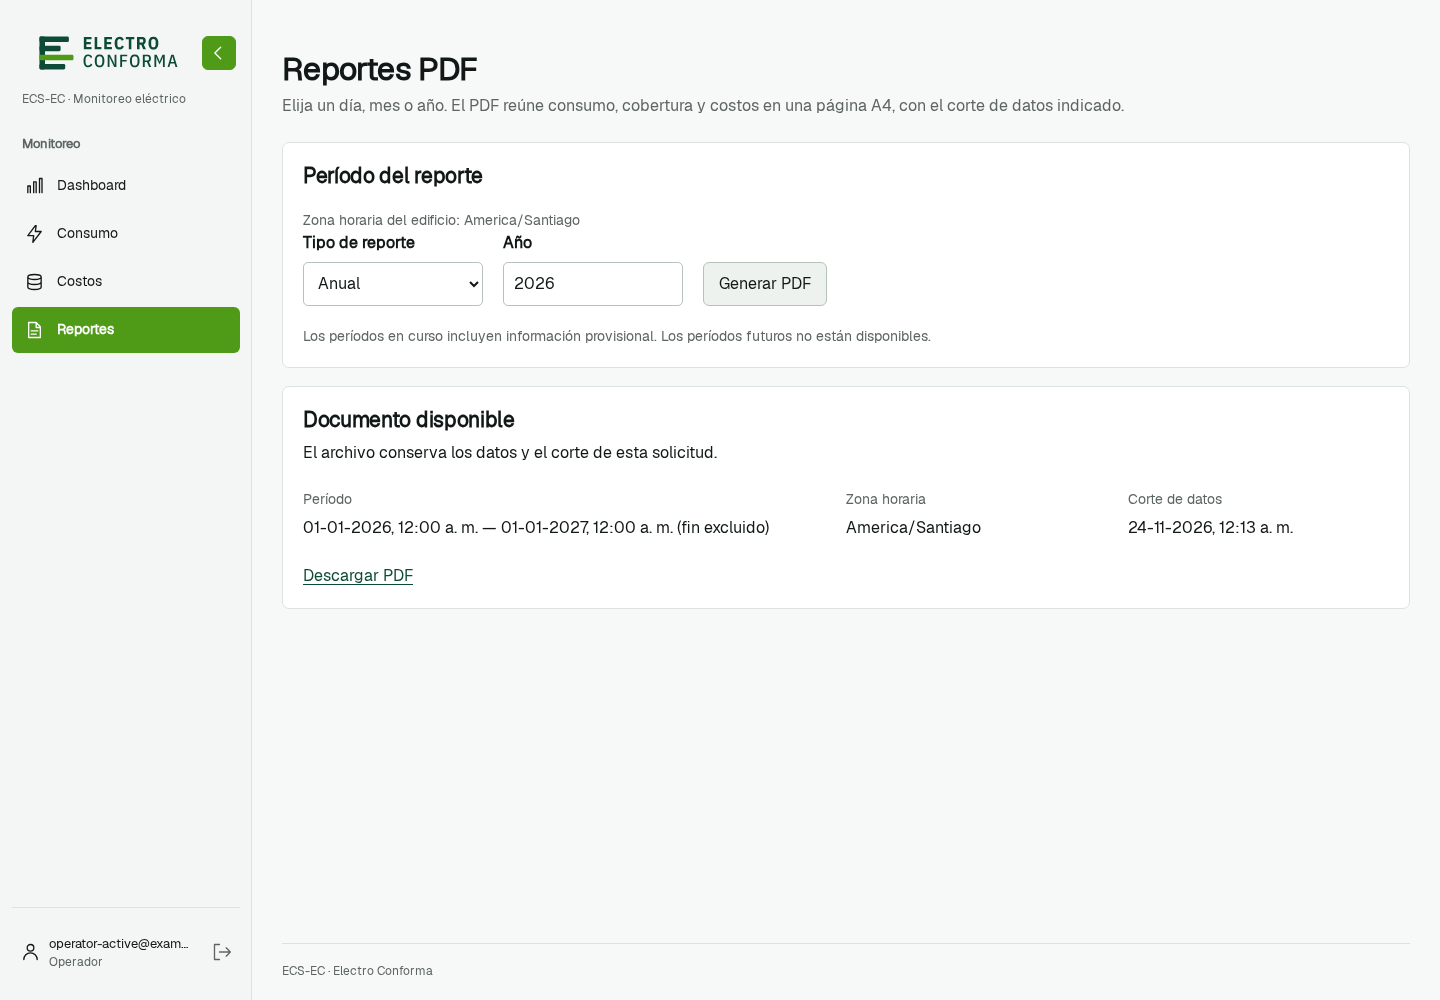 ELECTRO
CONFORMA
ECS-EC · Monitoreo eléctrico
Monitoreo
Dashboard
Consumo
Costos
Reportes
operator-active@exam…
Operador
Reportes PDF
Elija un día, mes o año. El PDF reúne consumo, cobertura y costos en una página A4, con el corte de datos indicado.
Período del reporte
Zona horaria del edificio: America/Santiago
Tipo de reporte
Año
Anual
2026
Generar PDF
Los períodos en curso incluyen información provisional. Los períodos futuros no están disponibles.
Documento disponible
El archivo conserva los datos y el corte de esta solicitud.
Período
Zona horaria
Corte de datos
01-01-2026, 12:00 a. m. — 01-01-2027, 12:00 a. m. (fin excluido)
America/Santiago
24-11-2026, 12:13 a. m.
Descargar PDF
ECS-EC · Electro Conforma